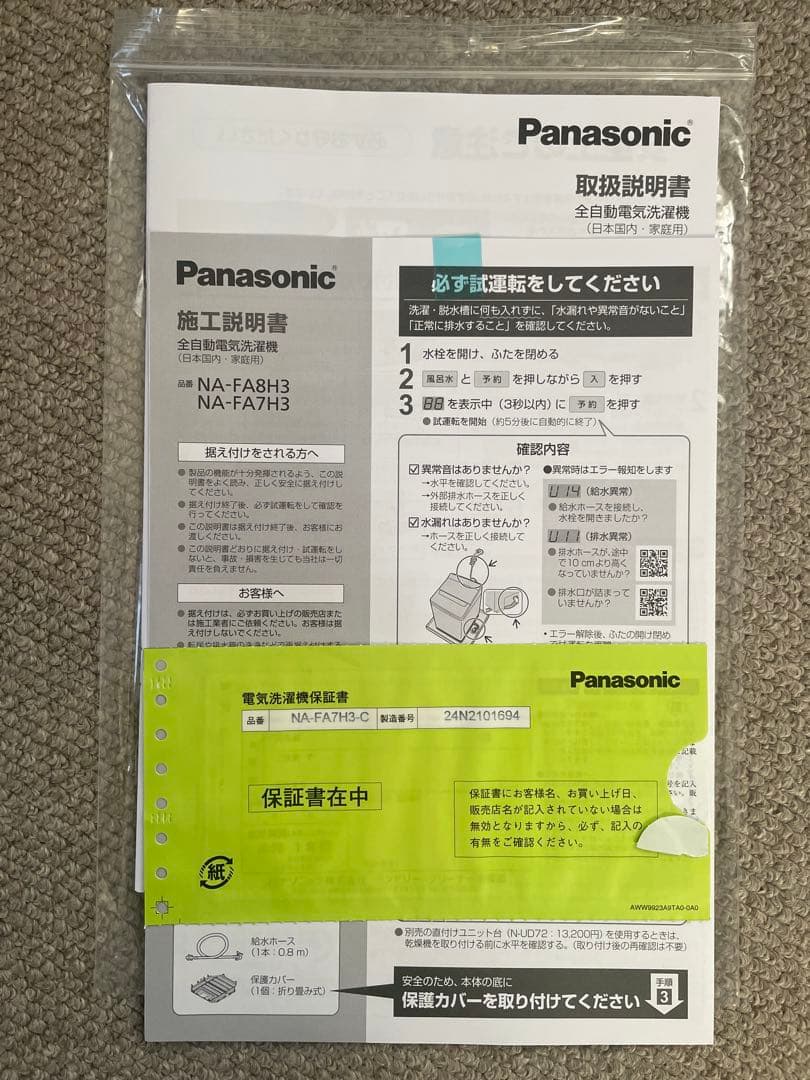 Panasonic®
取扱説明書
全自動電気洗濯機
(日本国内・家庭用)
Panasonic®
施工説明書
全自動電気洗濯機
(日本国内・家庭用)
品番 NA-FA8H3
NA-FA7H3
据え付けをされる方へ
● 製品の機能が十分発揮されるよう、この説
明書をよく読み、正しく安全に据え付けし
てください。
● 据え付け終了後、必ず試運転をして確認を
行ってください。
● この説明書は据え付け終了後、お客様にお
渡しください。
● この説明書どおりに据え付け・試運転をし
ないと、事故・損害を生じても当社は一切
責任を負えません。
お客様へ
● 据え付けは、必ずお買い上げの販売店また
は施工業者にご依頼ください。お客様は据
え付けしないでください。
必ず試運転をしてください
洗濯・脱水槽に何も入れずに、「水漏れや異常音がないこと」
「正常に排水すること」を確認してください。
1 水栓を開け、ふたを閉める
2 風呂水 と 予約 を押しながら 入 を押す
3 88 を表示中(3秒以内)に 予約 を押す
● 試運転を開始(約5分後に自動的に終了)
確認内容
☑ 異常音はありませんか?
→水平を確認してください。
→外部排水ホースを正しく
接続してください。
☑ 水漏れはありませんか?
→ホースを正しく接続して
ください。
●異常時はエラー報知をします
U14 (給水異常)
● 給水ホースを接続し、
水栓を開きましたか?
U11 (排水異常)
● 排水ホースが、途中
で10 cmより高く
なっていませんか?
● 排水口が詰まって
いませんか?
・エラー解除後、ふたの開け閉め
Panasonic
電気洗濯機保証書
品番 NA-FA7H3-C 製造番号 24N2101694
保証書在中
保証書にお客様名、お買い上げ日、
販売店名が記入されていない場合は
無効となりますから、必ず、記入の
有無をご確認ください。
紙
AWW9923A9TA0-0A0
● 別売の直付けユニット台(N-UD72:13,200円)を使用するときは、
乾燥機を取り付ける前に水平を確認する。(取り付け後の再確認は不要)
給水ホース
(1本:0.8 m)
保護カバー
(1個:折り畳み式)
安全のため、本体の底に
保護カバーを取り付けてください
手順
3